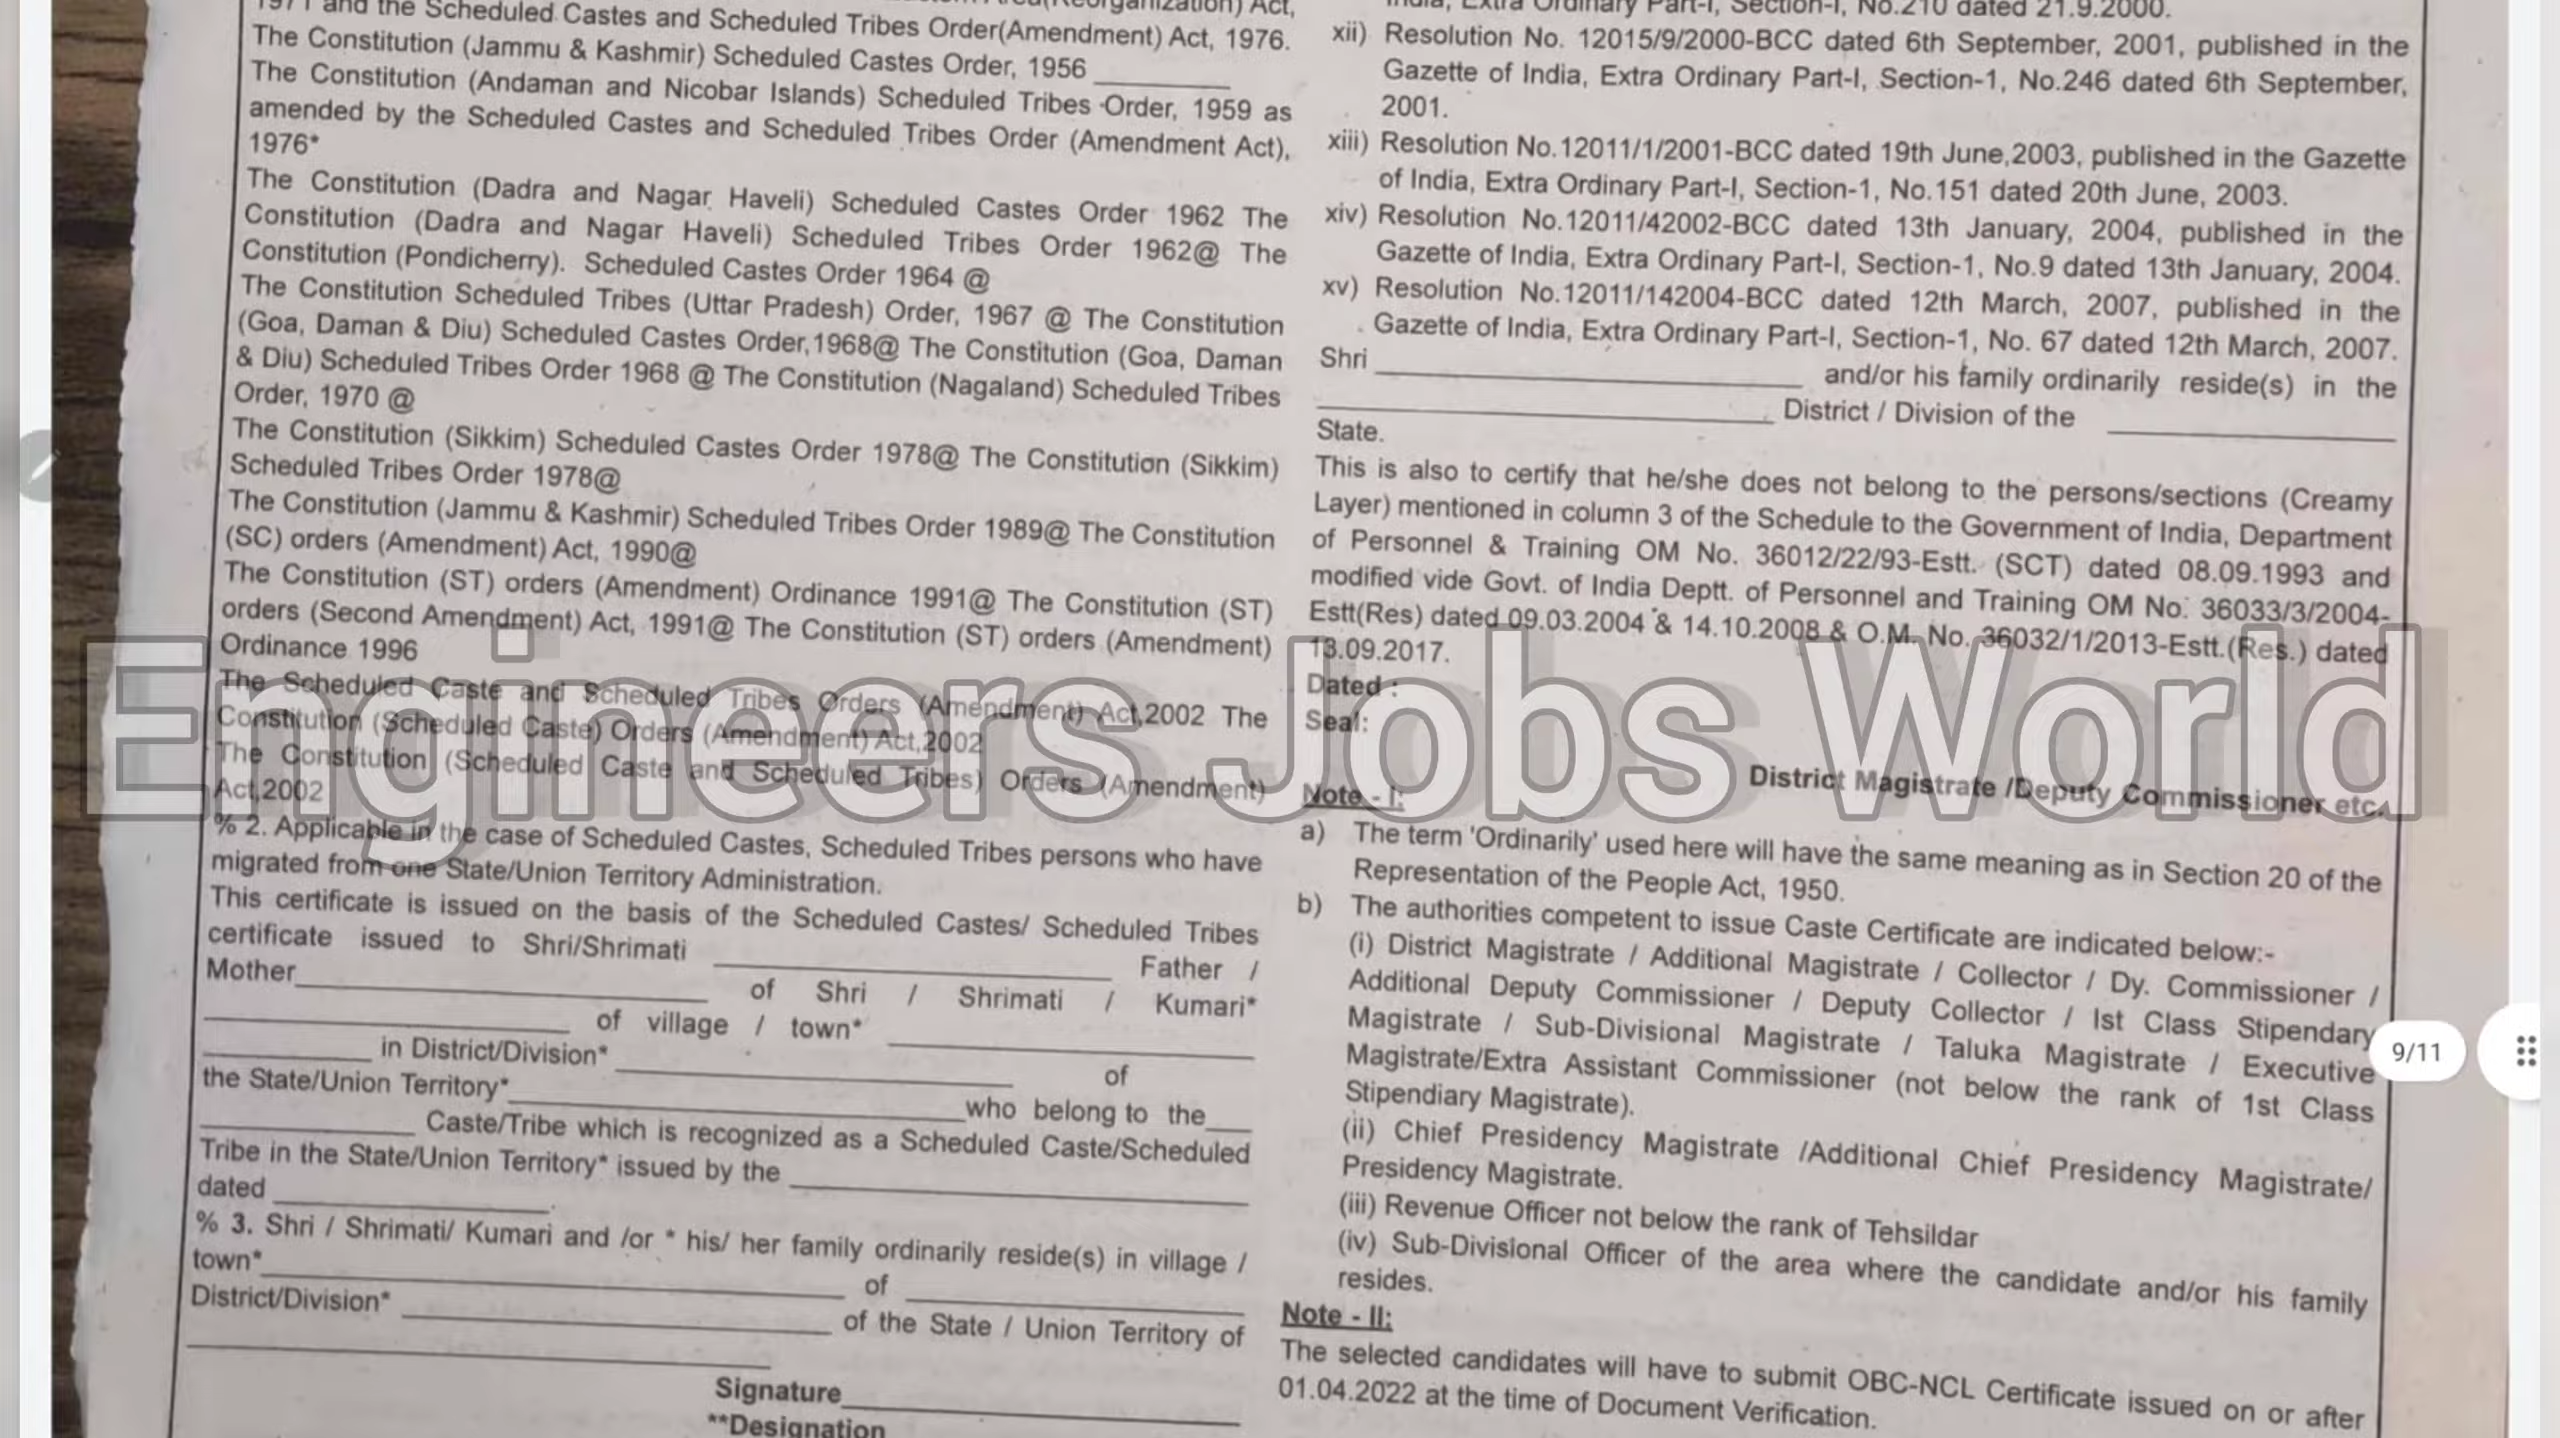 1971 and the Scheduled Castes and Scheduled Tribes Order(Amendment) Act, 1976.
The Constitution (Jammu & Kashmir) Scheduled Castes Order, 1956
The Constitution (Andaman and Nicobar Islands) Scheduled Tribes Order, 1959 as
amended by the Scheduled Castes and Scheduled Tribes Order (Amendment Act),
1976*
The Constitution (Dadra and Nagar Haveli) Scheduled Castes Order 1962 The
Constitution (Dadra and Nagar Haveli) Scheduled Tribes Order 1962@ The
Constitution (Pondicherry). Scheduled Castes Order 1964 @
The Constitution Scheduled Tribes (Uttar Pradesh) Order, 1967 @ The Constitution
(Goa, Daman & Diu) Scheduled Castes Order,1968@ The Constitution (Goa, Daman
& Diu) Scheduled Tribes Order 1968 @ The Constitution (Nagaland) Scheduled Tribes
Order, 1970 @
The Constitution (Sikkim) Scheduled Castes Order 1978@ The Constitution (Sikkim)
Scheduled Tribes Order 1978@
The Constitution (Jammu & Kashmir) Scheduled Tribes Order 1989@ The Constitution
(SC) orders (Amendment) Act, 1990@
The Constitution (ST) orders (Amendment) Ordinance 1991@ The Constitution (ST)
orders (Second Amendment) Act, 1991@ The Constitution (ST) orders (Amendment)
Ordinance 1996
The Scheduled Caste and Scheduled Tribes Orders (Amendment) Act,2002 The
Constitution (Scheduled Caste) Orders (Amendment) Act,2002
The Constitution (Scheduled Caste and Scheduled Tribes) Orders (Amendment)
Act,2002
% 2. Applicable in the case of Scheduled Castes, Scheduled Tribes persons who have
migrated from one State/Union Territory Administration.
This certificate is issued on the basis of the Scheduled Castes/ Scheduled Tribes
certificate issued to Shri/Shrimati ____ Father /
Mother____ of Shri / Shrimati / Kumari*
____ of village / town* ____
____ in District/Division* ____ of
the State/Union Territory*____who belong to the____
____ Caste/Tribe which is recognized as a Scheduled Caste/Scheduled
Tribe in the State/Union Territory* issued by the ____
dated ____.
% 3. Shri / Shrimati/ Kumari and /or * his/ her family ordinarily reside(s) in village /
town*____ of ____
District/Division* ____ of the State / Union Territory of
____
Signature____
**Designation
India, Extra Ordinary Part-I, Section-I, No.210 dated 21.9.2000.
xii) Resolution No. 12015/9/2000-BCC dated 6th September, 2001, published in the
Gazette of India, Extra Ordinary Part-I, Section-1, No.246 dated 6th September,
2001.
xiii) Resolution No.12011/1/2001-BCC dated 19th June,2003, published in the Gazette
of India, Extra Ordinary Part-I, Section-1, No.151 dated 20th June, 2003.
xiv) Resolution No.12011/42002-BCC dated 13th January, 2004, published in the
Gazette of India, Extra Ordinary Part-I, Section-1, No.9 dated 13th January, 2004.
xv) Resolution No.12011/142004-BCC dated 12th March, 2007, published in the
Gazette of India, Extra Ordinary Part-I, Section-1, No. 67 dated 12th March, 2007.
Shri ____ and/or his family ordinarily reside(s) in the
____ District / Division of the ____
State.
This is also to certify that he/she does not belong to the persons/sections (Creamy
Layer) mentioned in column 3 of the Schedule to the Government of India, Department
of Personnel & Training OM No. 36012/22/93-Estt. (SCT) dated 08.09.1993 and
modified vide Govt. of India Deptt. of Personnel and Training OM No. 36033/3/2004-
Estt(Res) dated 09.03.2004 & 14.10.2008 & O.M. No. 36032/1/2013-Estt.(Res.) dated
13.09.2017.
Dated :
Seal:
District Magistrate /Deputy Commissioner etc.
Note - I:
a) The term 'Ordinarily' used here will have the same meaning as in Section 20 of the
Representation of the People Act, 1950.
b) The authorities competent to issue Caste Certificate are indicated below:-
(i) District Magistrate / Additional Magistrate / Collector / Dy. Commissioner /
Additional Deputy Commissioner / Deputy Collector / Ist Class Stipendary
Magistrate / Sub-Divisional Magistrate / Taluka Magistrate / Executive
Magistrate/Extra Assistant Commissioner (not below the rank of 1st Class
Stipendiary Magistrate).
(ii) Chief Presidency Magistrate /Additional Chief Presidency Magistrate/
Presidency Magistrate.
(iii) Revenue Officer not below the rank of Tehsildar
(iv) Sub-Divisional Officer of the area where the candidate and/or his family
resides.
Note - II:
The selected candidates will have to submit OBC-NCL Certificate issued on or after
01.04.2022 at the time of Document Verification.
Engineers Jobs World
9/11